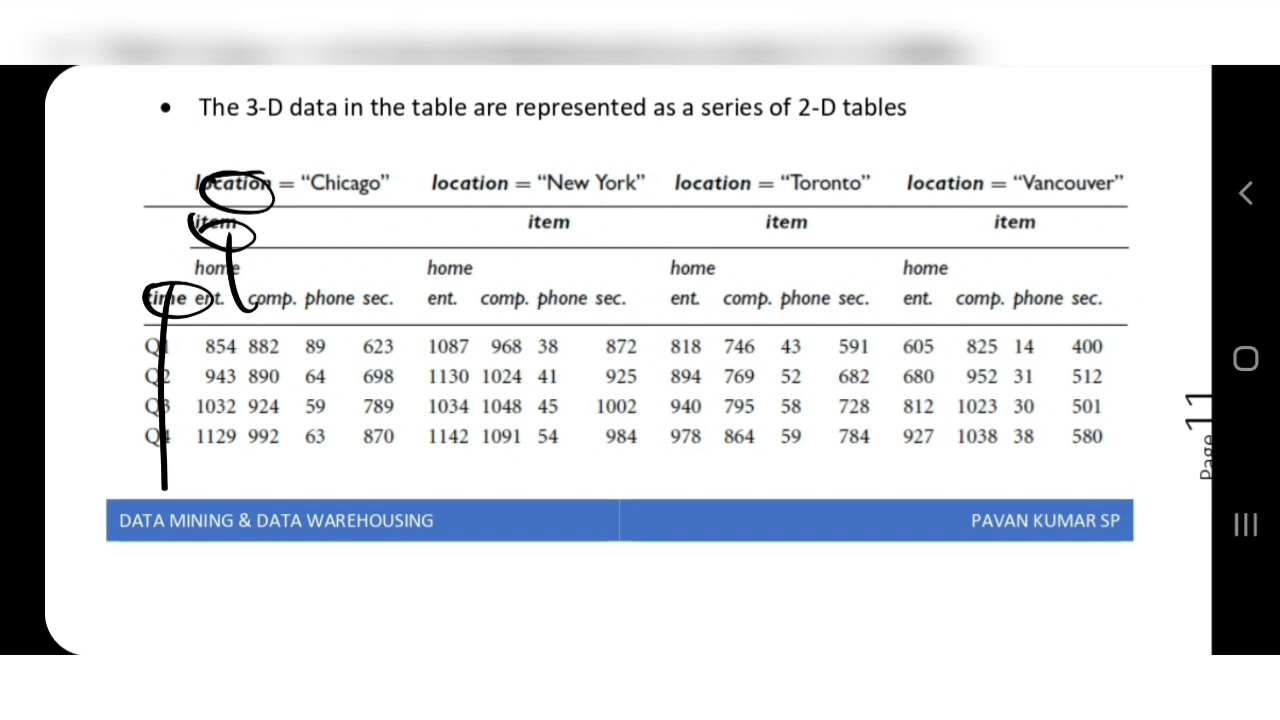 • The 3-D data in the table are represented as a series of 2-D tables
location = “Chicago” location = “New York” location = “Toronto” location = “Vancouver”
item item item item
home home home home
time ent. comp. phone sec. ent. comp. phone sec. ent. comp. phone sec. ent. comp. phone sec.
Q1 854 882 89 623 1087 968 38 872 818 746 43 591 605 825 14 400
Q2 943 890 64 698 1130 1024 41 925 894 769 52 682 680 952 31 512
Q3 1032 924 59 789 1034 1048 45 1002 940 795 58 728 812 1023 30 501
Q4 1129 992 63 870 1142 1091 54 984 978 864 59 784 927 1038 38 580
Page 11
DATA MINING & DATA WAREHOUSING PAVAN KUMAR SP